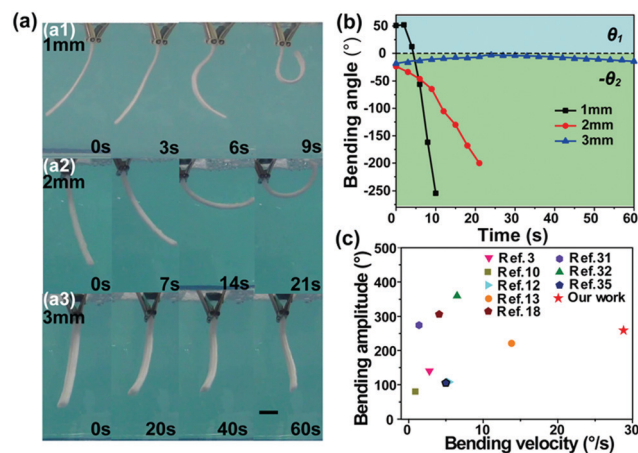 (a)
(a1)
1mm
0s 3s 6s 9s
(a2)
2mm
0s 7s 14s 21s
(a3)
3mm
0s 20s 40s 60s
(b)
Bending angle (°)
50
0
-50
-100
-150
-200
-250
θ1
-θ2
1mm
2mm
3mm
0 10 20 30 40 50 60
Time (s)
(c)
Bending amplitude (°)
500
400
300
200
100
0
Ref.3 Ref.31
Ref.10 Ref.32
Ref.12 Ref.35
Ref.13 Our work
Ref.18
0 10 20 30
Bending velocity (°/s)